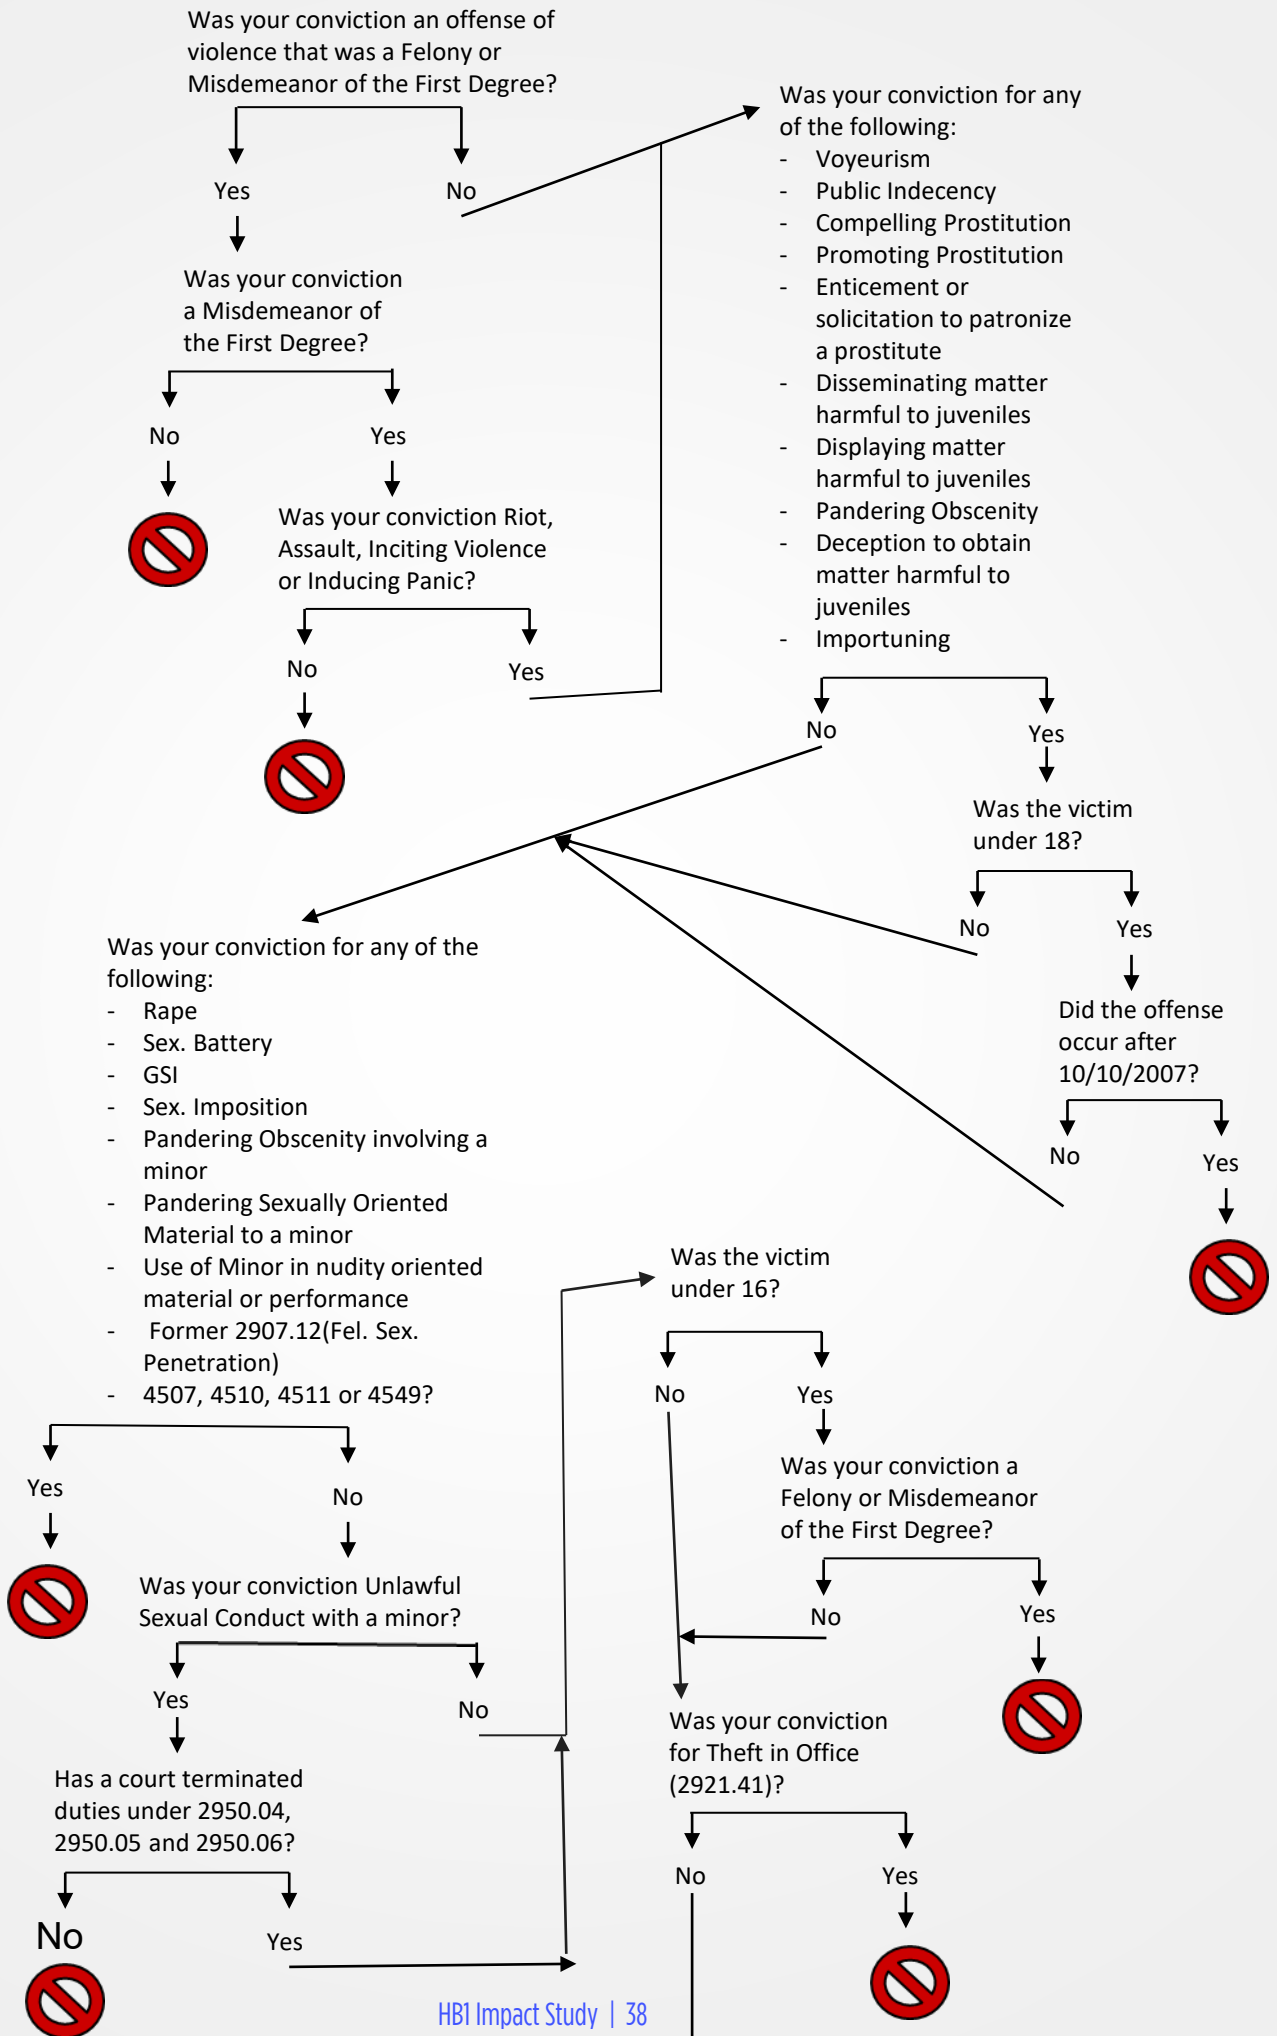 Was your conviction an offense of
violence that was a Felony or
Misdemeanor of the First Degree?
Yes
No
Was your conviction
a Misdemeanor of
the First Degree?
No
Yes
Was your conviction Riot,
Assault, Inciting Violence
or Inducing Panic?
No
Yes
Was your conviction for any
of the following:
- Voyeurism
- Public Indecency
- Compelling Prostitution
- Promoting Prostitution
- Enticement or
solicitation to patronize
a prostitute
- Disseminating matter
harmful to juveniles
- Displaying matter
harmful to juveniles
- Pandering Obscenity
- Deception to obtain
matter harmful to
juveniles
- Importuning
No
Yes
Was the victim
under 18?
No
Yes
Did the offense
occur after
10/10/2007?
No
Yes
Was your conviction for any of the
following:
- Rape
- Sex. Battery
- GSI
- Sex. Imposition
- Pandering Obscenity involving a
minor
- Pandering Sexually Oriented
Material to a minor
- Use of Minor in nudity oriented
material or performance
- Former 2907.12(Fel. Sex.
Penetration)
- 4507, 4510, 4511 or 4549?
Yes
No
Was your conviction Unlawful
Sexual Conduct with a minor?
Yes
No
Has a court terminated
duties under 2950.04,
2950.05 and 2950.06?
No
Yes
Was the victim
under 16?
No
Yes
Was your conviction a
Felony or Misdemeanor
of the First Degree?
No
Yes
Was your conviction
for Theft in Office
(2921.41)?
No
Yes
HB1 Impact Study | 38